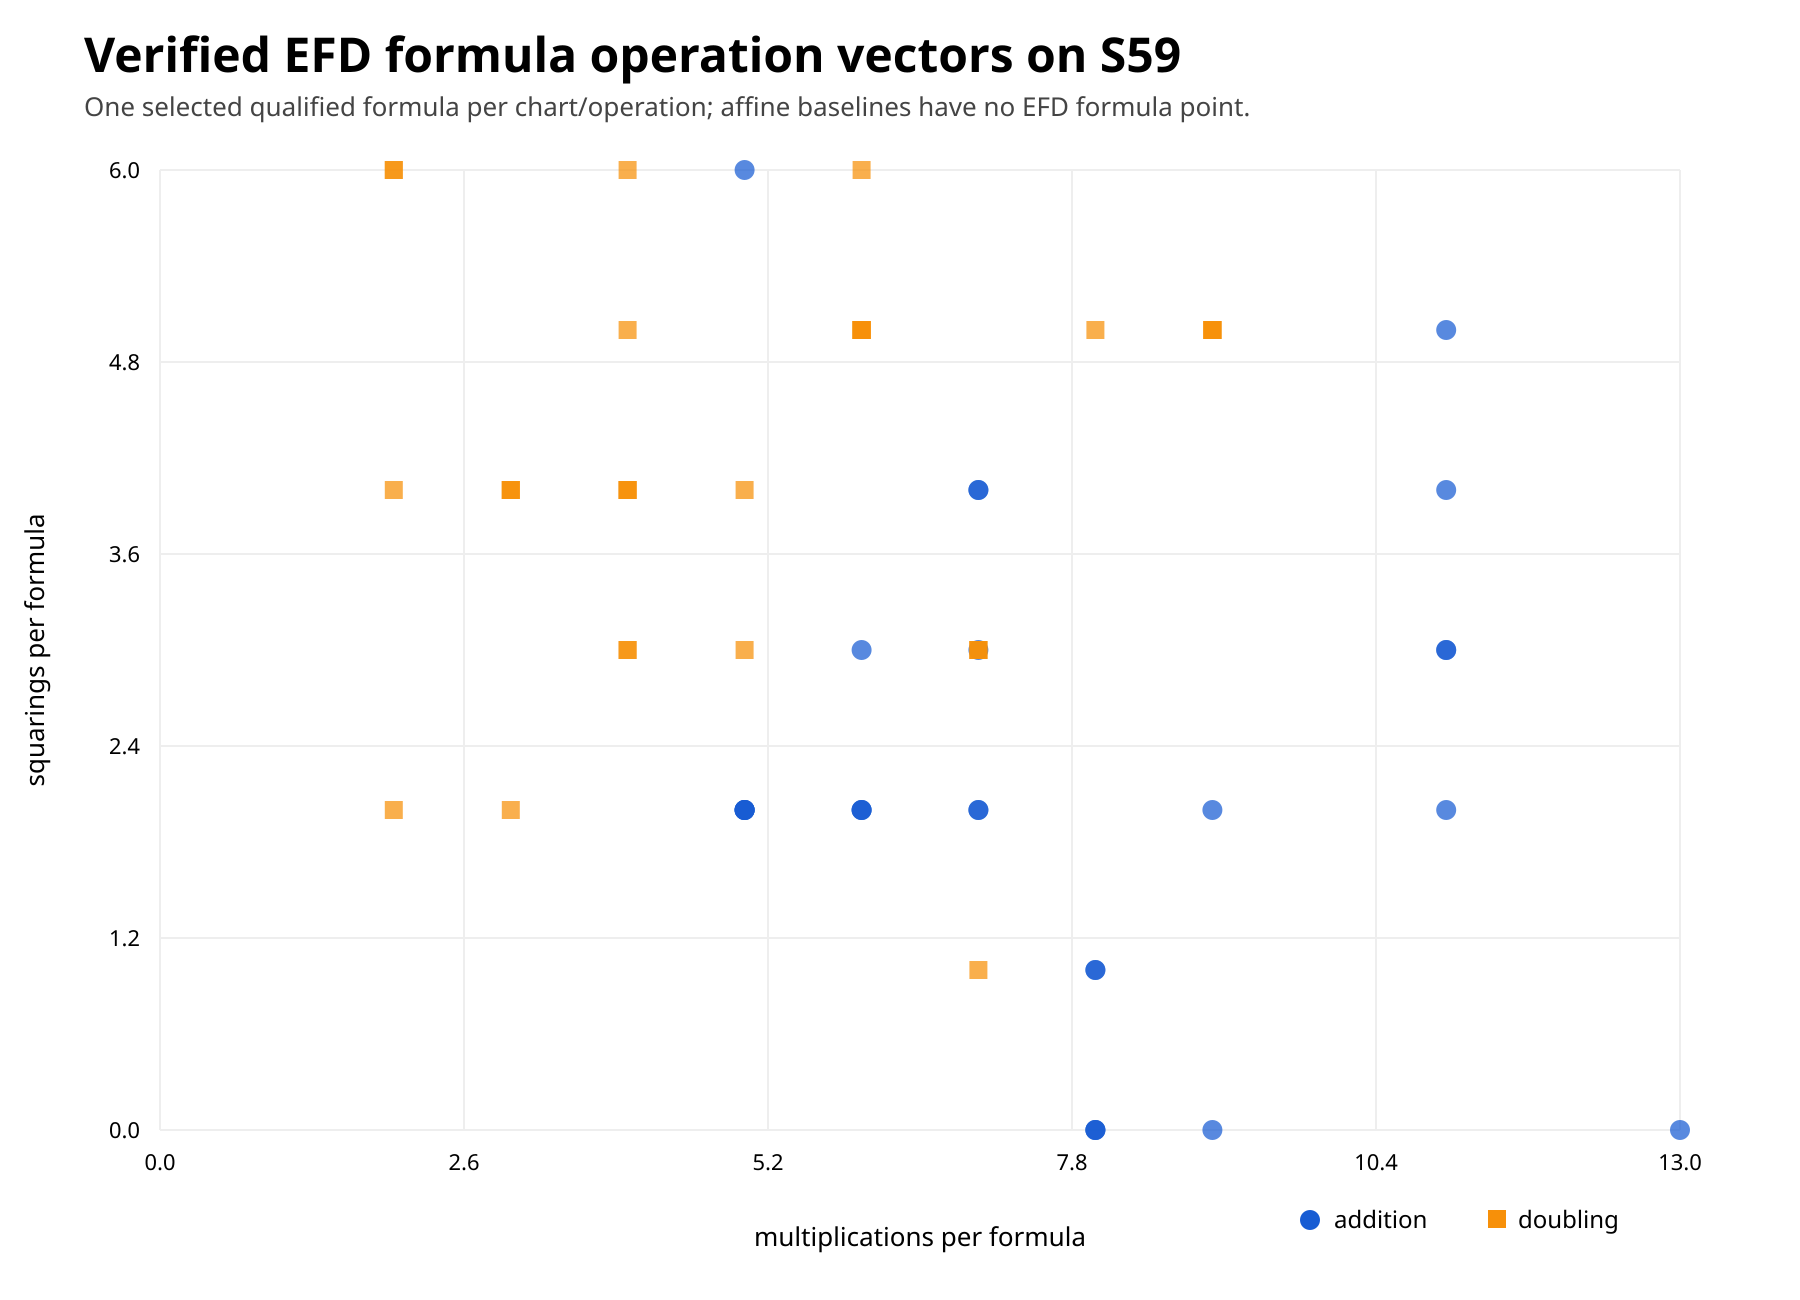 Verified EFD formula operation vectors on S59
One selected qualified formula per chart/operation; affine baselines have no EFD formula point.
6.0
4.8
3.6
2.4
1.2
0.0
squarings per formula
0.0 2.6 5.2 7.8 10.4 13.0
multiplications per formula
addition doubling